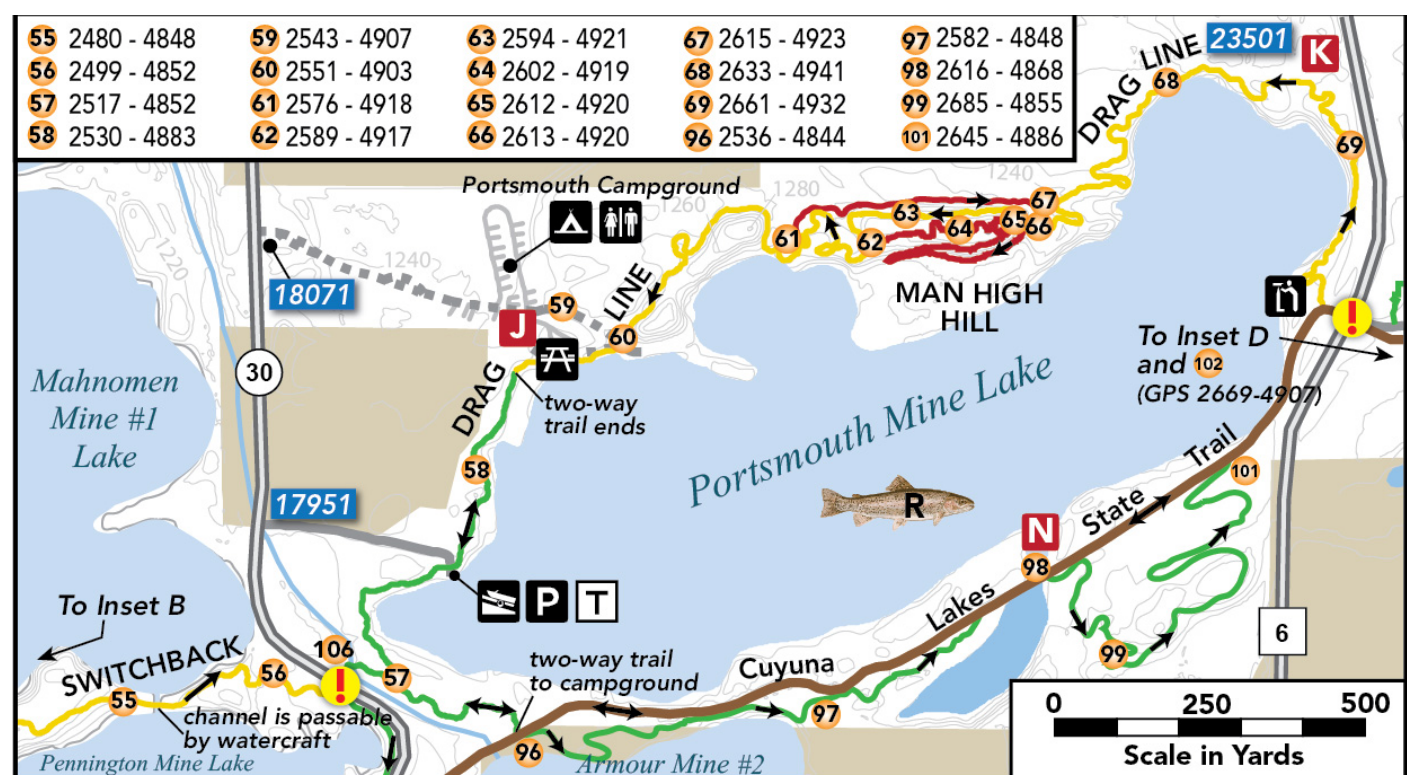 55 2480 - 4848
56 2499 - 4852
57 2517 - 4852
58 2530 - 4883
59 2543 - 4907
60 2551 - 4903
61 2576 - 4918
62 2589 - 4917
63 2594 - 4921
64 2602 - 4919
65 2612 - 4920
66 2613 - 4920
67 2615 - 4923
68 2633 - 4941
69 2661 - 4932
96 2536 - 4844
97 2582 - 4848
98 2616 - 4868
99 2685 - 4855
101 2645 - 4886
DRAG LINE
23501
K
68
69
Portsmouth Campground
1280
1260
1240
1240
1220
18071
59
J
60
DRAG
LINE
61
62
63
64
65
66
67
MAN HIGH
HILL
!
To Inset D
and 102
(GPS 2669-4907)
30
Mahnomen
Mine #1
Lake
two-way
trail ends
58
17951
Portsmouth Mine Lake
R
P
T
N
98
Cuyuna
Lakes
State
Trail
101
99
6
To Inset B
SWITCHBACK
55
56
106
!
57
channel is passable
by watercraft
Pennington Mine Lake
two-way trail
to campground
96
97
Armour Mine #2
0 250 500
Scale in Yards